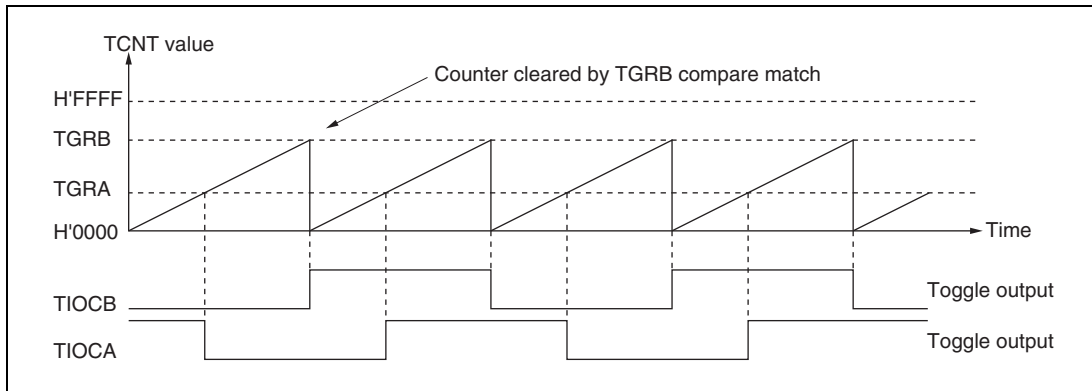 TCNT value
Counter cleared by TGRB compare match
H'FFFF
TGRB
TGRA
H'0000
Time
TIOCB
Toggle output
TIOCA
Toggle output